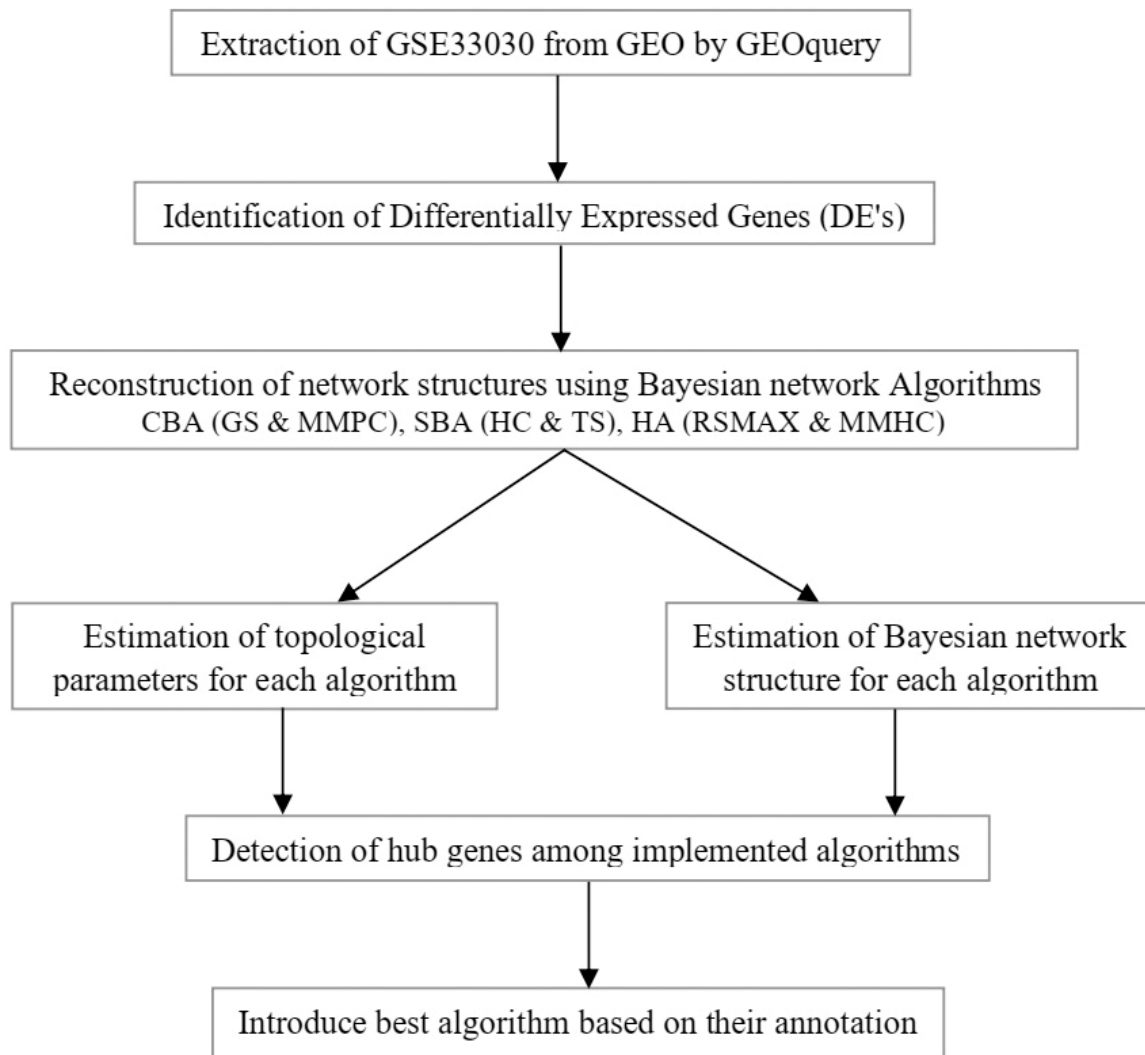 Extraction of GSE33030 from GEO by GEOquery
Identification of Differentially Expressed Genes (DE's)
Reconstruction of network structures using Bayesian network Algorithms
CBA (GS & MMPC), SBA (HC & TS), HA (RSMAX & MMHC)
Estimation of topological
parameters for each algorithm
Estimation of Bayesian network
structure for each algorithm
Detection of hub genes among implemented algorithms
Introduce best algorithm based on their annotation